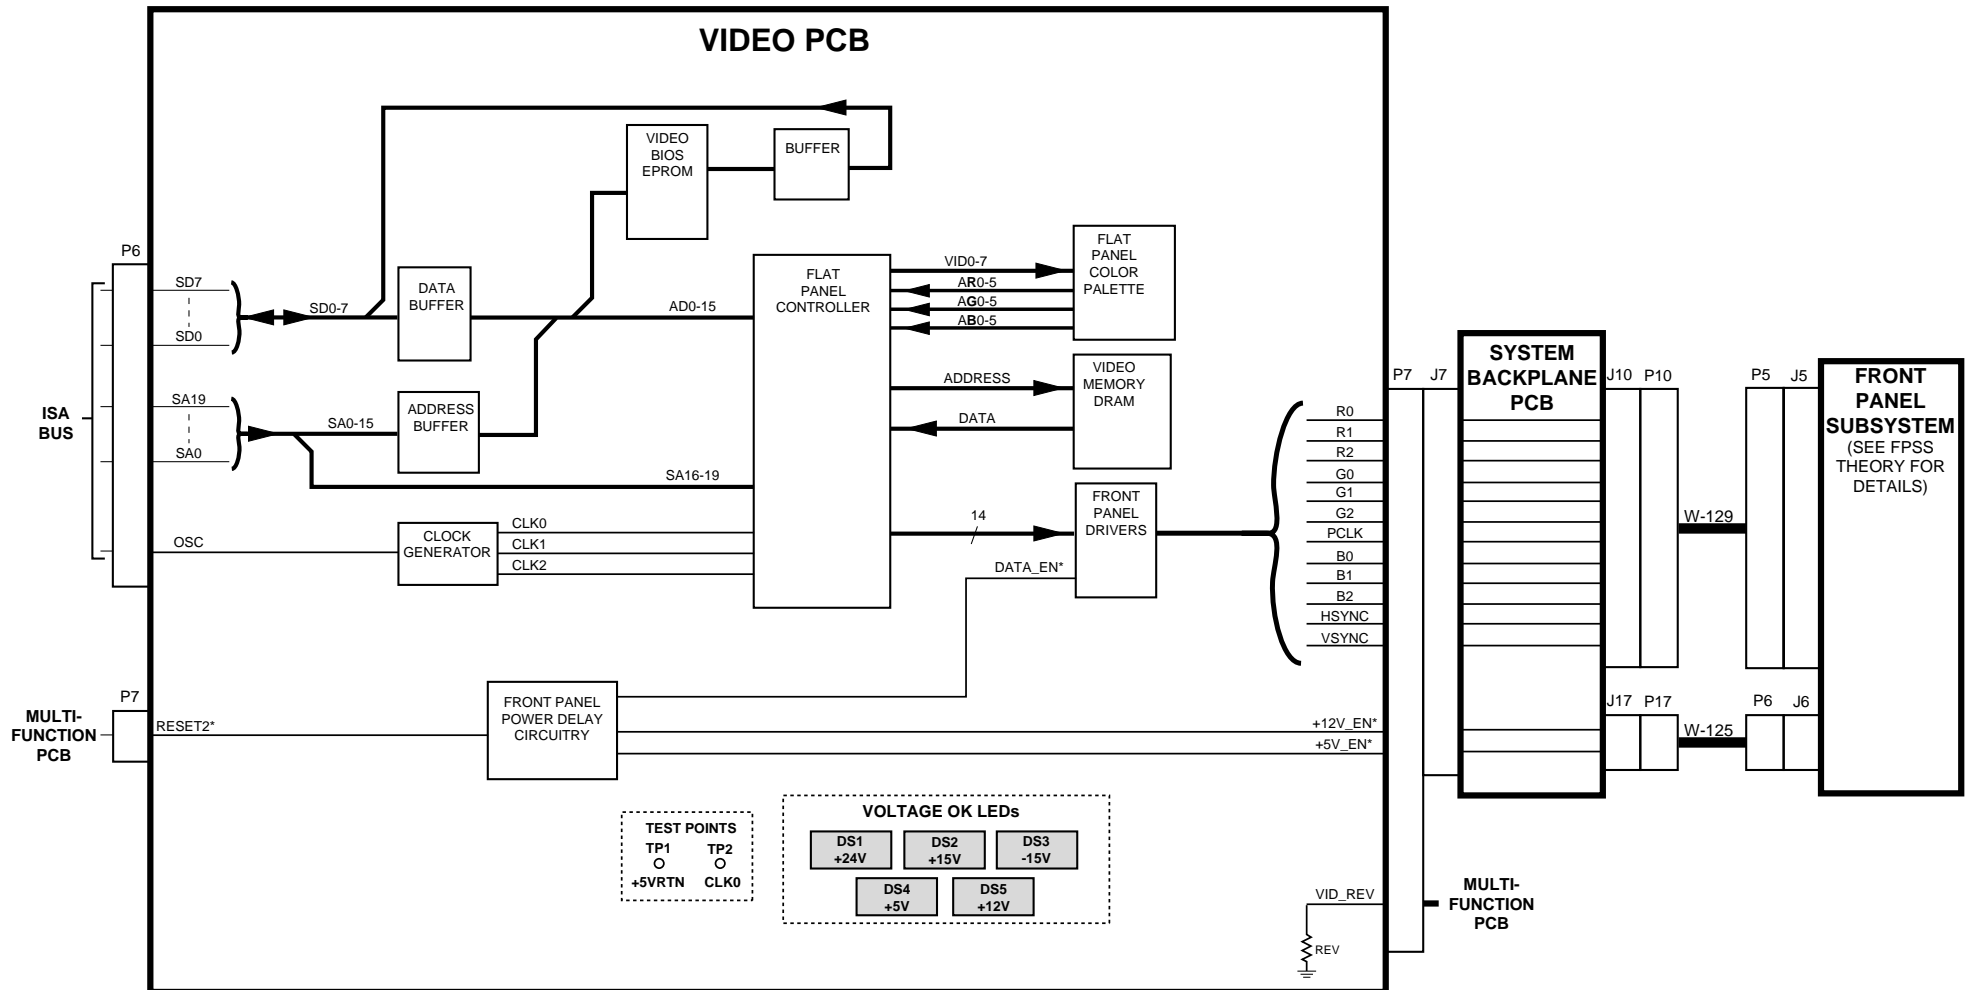 VIDEO PCB
VIDEO
BIOS
EPROM
BUFFER
P6
SD7
SD0
SD0-7
DATA
BUFFER
AD0-15
FLAT
PANEL
CONTROLLER
VID0-7
AR0-5
AG0-5
AB0-5
FLAT
PANEL
COLOR
PALETTE
ISA
BUS
SA19
SA0
SA0-15
ADDRESS
BUFFER
SA16-19
ADDRESS
DATA
VIDEO
MEMORY
DRAM
OSC
CLOCK
GENERATOR
CLK0
CLK1
CLK2
14
DATA_EN*
FRONT
PANEL
DRIVERS
R0
R1
R2
G0
G1
G2
PCLK
B0
B1
B2
HSYNC
VSYNC
P7 J7
SYSTEM
BACKPLANE
PCB
J10 P10
W-129
P5 J5
FRONT
PANEL
SUBSYSTEM
(SEE FPSS
THEORY FOR
DETAILS)
P7
MULTI-
FUNCTION
PCB
RESET2*
FRONT PANEL
POWER DELAY
CIRCUITRY
+12V_EN*
+5V_EN*
J17 P17
W-125
P6 J6
TEST POINTS
TP1 TP2
+5VRTN CLK0
VOLTAGE OK LEDs
DS1
+24V
DS2
+15V
DS3
-15V
DS4
+5V
DS5
+12V
VID_REV
REV
MULTI-
FUNCTION
PCB